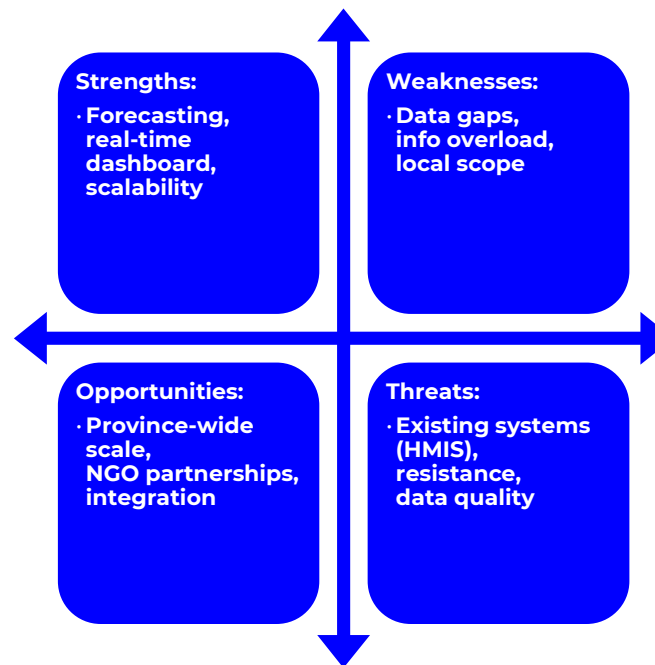 Strengths:
· Forecasting,
real-time
dashboard,
scalability
Weaknesses:
· Data gaps,
info overload,
local scope
Opportunities:
· Province-wide
scale,
NGO partnerships,
integration
Threats:
· Existing systems
(HMIS),
resistance,
data quality